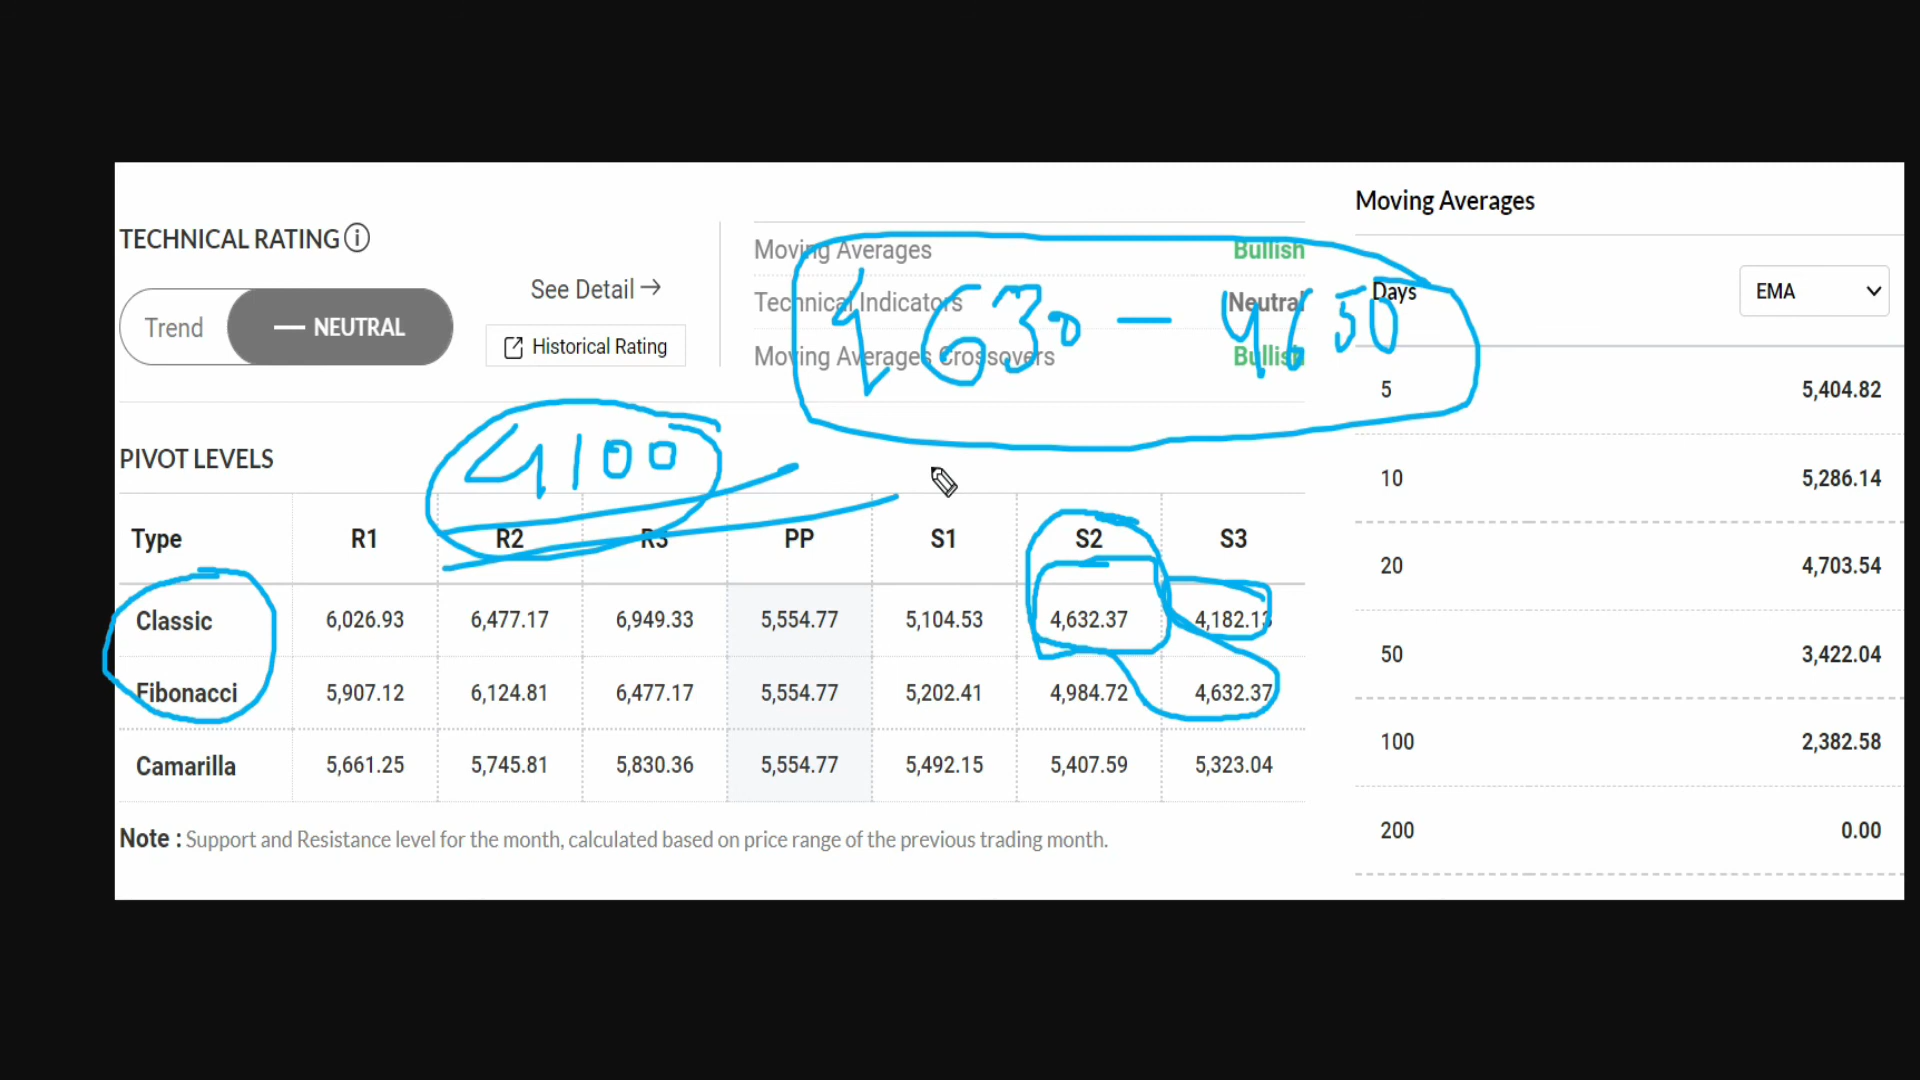 TECHNICAL RATING
Trend
NEUTRAL
See Detail
Historical Rating
Moving Averages Bullish
Technical Indicators Neutral
Moving Averages Crossovers Bullish
4630 - 4650
4100
PIVOT LEVELS
Type R1 R2 R3 PP S1 S2 S3
Classic 6,026.93 6,477.17 6,949.33 5,554.77 5,104.53 4,632.37 4,182.13
Fibonacci 5,907.12 6,124.81 6,477.17 5,554.77 5,202.41 4,984.72 4,632.37
Camarilla 5,661.25 5,745.81 5,830.36 5,554.77 5,492.15 5,407.59 5,323.04
Note : Support and Resistance level for the month, calculated based on price range of the previous trading month.
Moving Averages
Days EMA
5 5,404.82
10 5,286.14
20 4,703.54
50 3,422.04
100 2,382.58
200 0.00